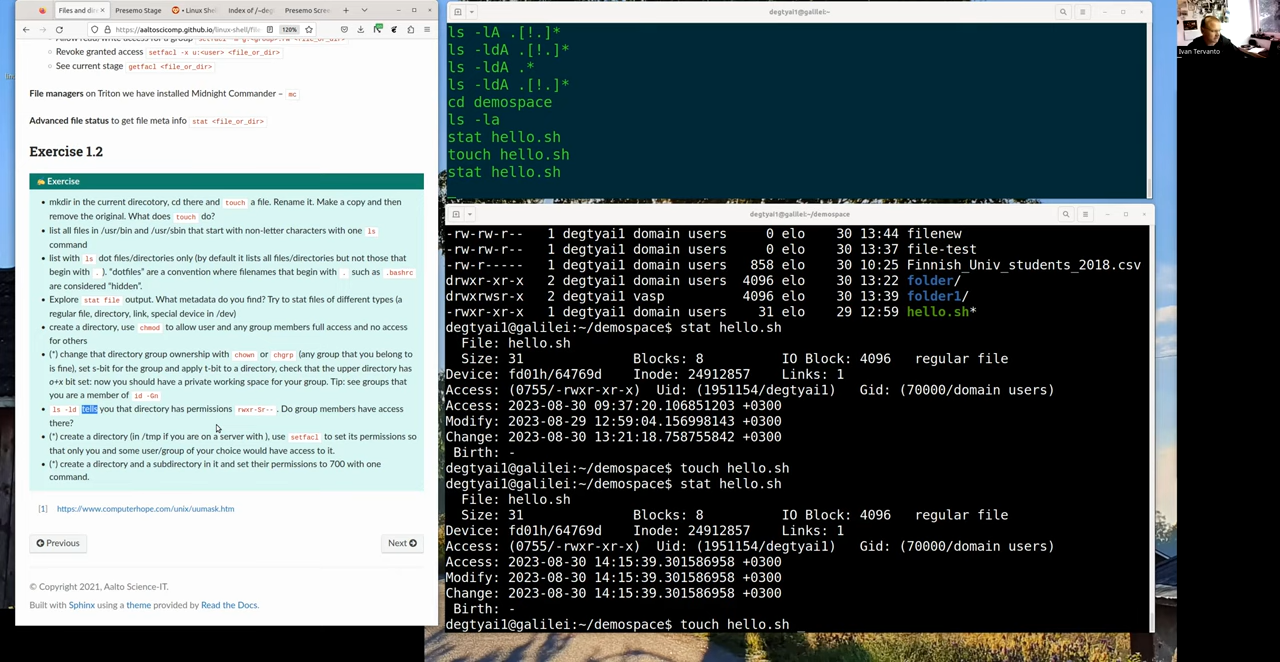 Files and dir
Presemo Stage
• Linux Shel
Index of /~deg
Presemo Scree
https://aaltoscicomp.github.io/linux-shell/file
120%
Revoke granted access setfacl -x u:<user> <file_or_dir>
See current stage getfacl <file_or_dir>
File managers on Triton we have installed Midnight Commander – mc
Advanced file status to get file meta info stat <file_or_dir>
Exercise 1.2
Exercise
mkdir in the current direcotory, cd there and touch a file. Rename it. Make a copy and then
remove the original. What does touch do?
list all files in /usr/bin and /usr/sbin that start with non-letter characters with one ls
command
list with ls dot files/directories only (by default it lists all files/directories but not those that
begin with . ). "dotfiles" are a convention where filenames that begin with . such as .bashrc
are considered "hidden".
Explore stat file output. What metadata do you find? Try to stat files of different types (a
regular file, directory, link, special device in /dev)
create a directory, use chmod to allow user and any group members full access and no access
for others
(*) change that directory group ownership with chown or chgrp (any group that you belong to
is fine), set s-bit for the group and apply t-bit to a directory, check that the upper directory has
o+x bit set: now you should have a private working space for your group. Tip: see groups that
you are a member of id -Gn
ls -ld tells you that directory has permissions rwxr-Sr-- . Do group members have access
there?
(*) create a directory (in /tmp if you are on a server with ), use setfacl to set its permissions so
that only you and some user/group of your choice would have access to it.
(*) create a directory and a subdirectory in it and set their permissions to 700 with one
command.
[1] https://www.computerhope.com/unix/uumask.htm
Previous
Next
© Copyright 2021, Aalto Science-IT.
Built with Sphinx using a theme provided by Read the Docs.
degtyai1@galilei:~
ls -lA .[!.]*
ls -ldA .[!.]*
ls -ldA .*
ls -ldA .[!.]*
cd demospace
ls -la
stat hello.sh
touch hello.sh
stat hello.sh
degtyai1@galilei:~/demospace
-rw-rw-r-- 1 degtyai1 domain users 0 elo 30 13:44 filenew
-rw-rw-r-- 1 degtyai1 domain users 0 elo 30 13:37 file-test
-rw-r----- 1 degtyai1 domain users 858 elo 30 10:25 Finnish_Univ_students_2018.csv
drwxr-xr-x 2 degtyai1 domain users 4096 elo 30 13:22 folder/
drwxrwsr-x 2 degtyai1 vasp 4096 elo 30 13:39 folder1/
-rwxr-xr-x 1 degtyai1 domain users 31 elo 29 12:59 hello.sh*
degtyai1@galilei:~/demospace$ stat hello.sh
File: hello.sh
Size: 31 Blocks: 8 IO Block: 4096 regular file
Device: fd01h/64769d Inode: 24912857 Links: 1
Access: (0755/-rwxr-xr-x) Uid: (1951154/degtyai1) Gid: (70000/domain users)
Access: 2023-08-30 09:37:20.106851203 +0300
Modify: 2023-08-29 12:59:04.156998143 +0300
Change: 2023-08-30 13:21:18.758755842 +0300
Birth: -
degtyai1@galilei:~/demospace$ touch hello.sh
degtyai1@galilei:~/demospace$ stat hello.sh
File: hello.sh
Size: 31 Blocks: 8 IO Block: 4096 regular file
Device: fd01h/64769d Inode: 24912857 Links: 1
Access: (0755/-rwxr-xr-x) Uid: (1951154/degtyai1) Gid: (70000/domain users)
Access: 2023-08-30 14:15:39.301586958 +0300
Modify: 2023-08-30 14:15:39.301586958 +0300
Change: 2023-08-30 14:15:39.301586958 +0300
Birth: -
degtyai1@galilei:~/demospace$ touch hello.sh
Ivan Tervanto